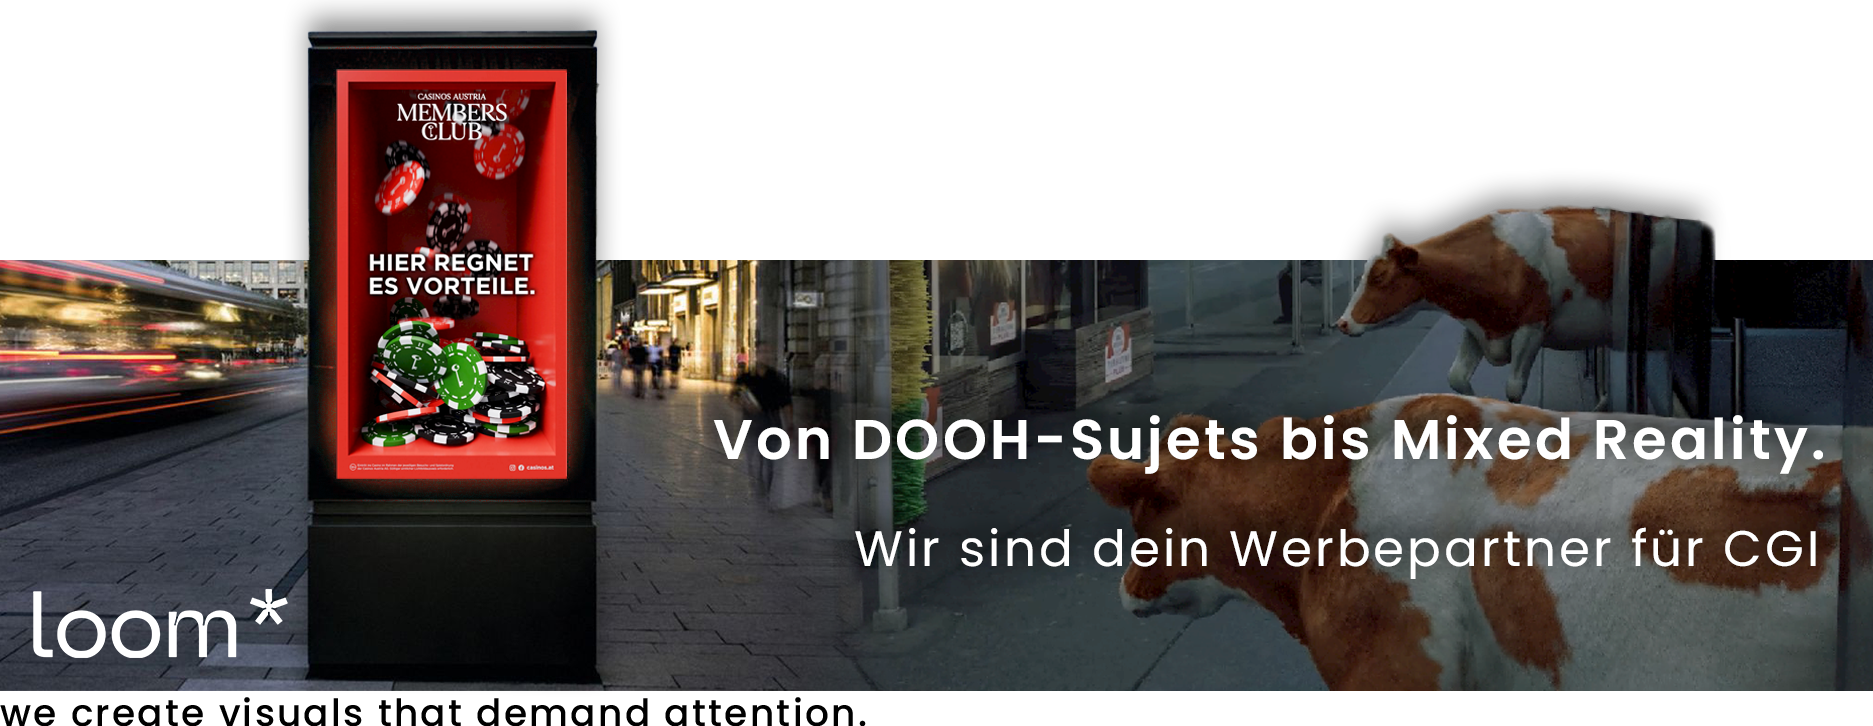 CASINOS AUSTRIA
MEMBERS
CLUB
HIER REGNET
ES VORTEILE.
casinos.at
Von DOOH-Sujets bis Mixed Reality.
Wir sind dein Werbepartner für CGI
loom*
we create visuals that demand attention.